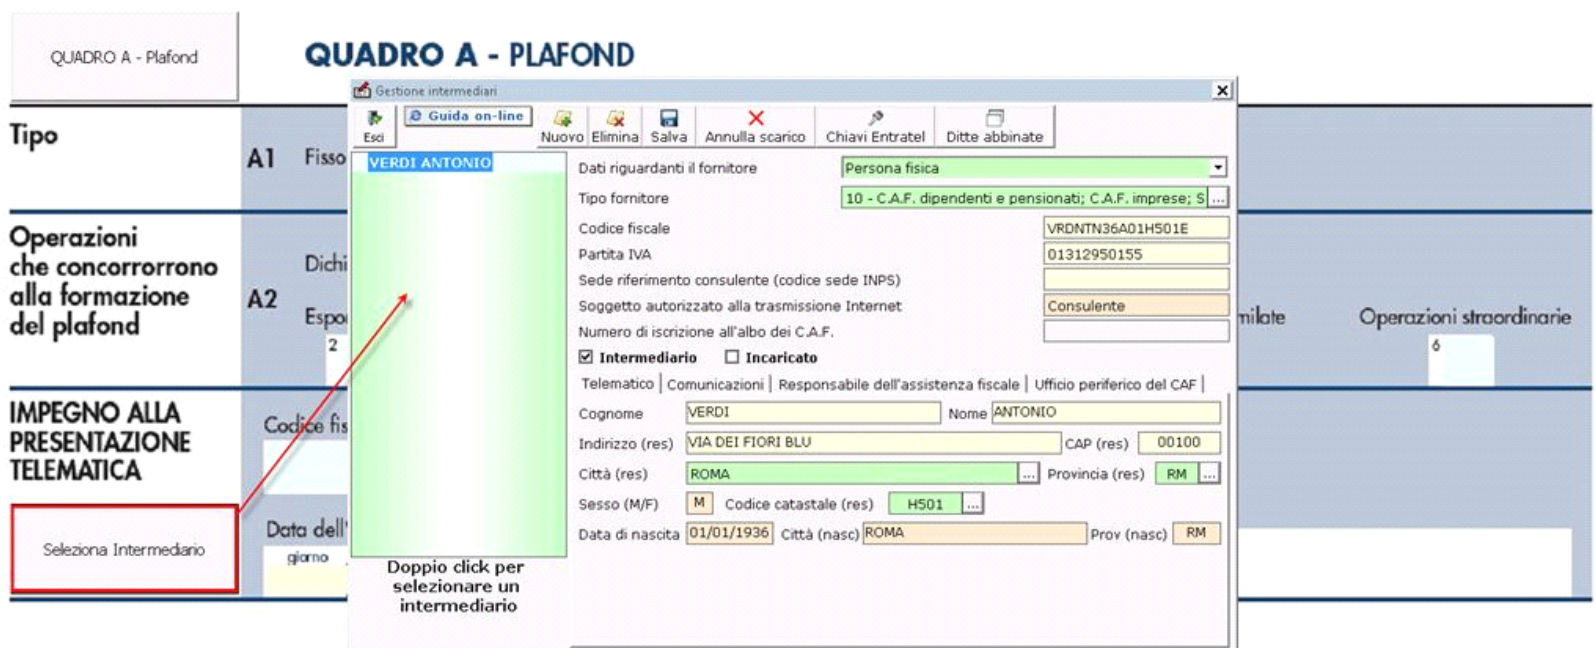 QUADRO A - Plafond
QUADRO A - PLAFOND
Gestione intermediari
Esci
Guida on-line
Nuovo Elimina Salva Annulla scarico Chiavi Entratel Ditte abbinate
Tipo
A1 Fisso
VERDI ANTONIO
Dati riguardanti il fornitore Persona fisica
Tipo fornitore 10 - C.A.F. dipendenti e pensionati; C.A.F. imprese; S ...
Codice fiscale VRDNTN36A01H501E
Partita IVA 01312950155
Sede riferimento consulente (codice sede INPS)
Soggetto autorizzato alla trasmissione Internet Consulente
Numero di iscrizione all'albo dei C.A.F.
Intermediario Incaricato
Telematico Comunicazioni Responsabile dell'assistenza fiscale Ufficio periferico del CAF
Cognome VERDI Nome ANTONIO
Indirizzo (res) VIA DEI FIORI BLU CAP (res) 00100
Città (res) ROMA ... Provincia (res) RM ...
Sesso (M/F) M Codice catastale (res) H501 ...
Data di nascita 01/01/1936 Città (nasc) ROMA Prov (nasc) RM
Doppio click per
selezionare un
intermediario
Operazioni
che concorrorrono
alla formazione
del plafond
A2
Dichi
Espo
2
milate
Operazioni straordinarie
6
IMPEGNO ALLA
PRESENTAZIONE
TELEMATICA
Codice fis
Seleziona Intermediario
Data dell'
giorno